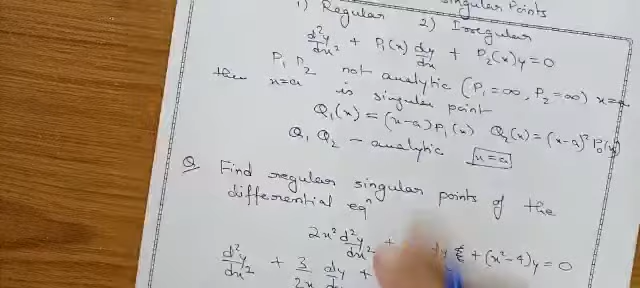 Singular Points
1) Regular 2) Irregular
d²y/dx² + P₁(x) dy/dx + P₂(x)y = 0
P₁ P₂ not analytic (P₁ = ∞, P₂ = ∞) x=a
then x=a is singular point
Q₁(x) = (x-a)P₁(x) Q₂(x) = (x-a)²
Q₁ Q₂ - analytic x=a
Q Find regular singular points of the
differential eqⁿ
2x² d²y/dx² + dy + (x²-4)y = 0
d²y/dx² + 3/2x dy +